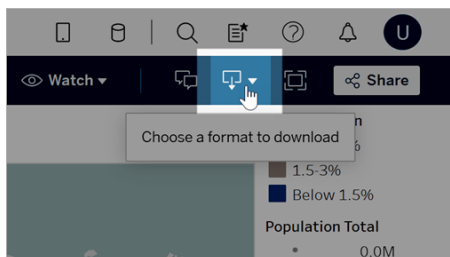 U
Watch
Share
Choose a format to download
n
%
1.5-3%
Below 1.5%
Population Total
0.0M